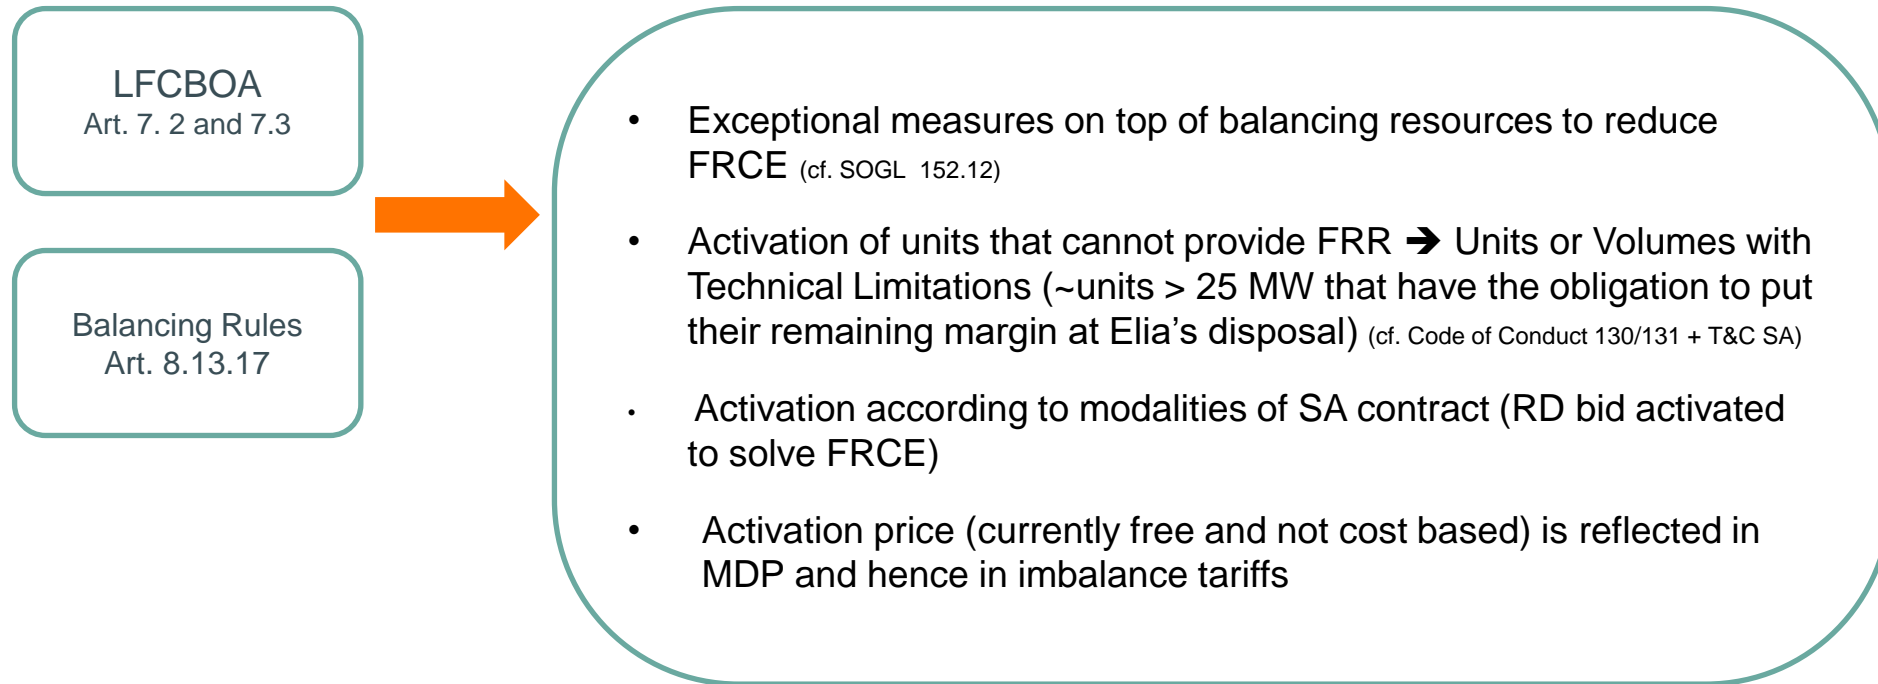 LFCBOA
Art. 7. 2 and 7.3
Balancing Rules
Art. 8.13.17
• Exceptional measures on top of balancing resources to reduce
FRCE (cf. SOGL 152.12)
• Activation of units that cannot provide FRR ➔ Units or Volumes with
Technical Limitations (~units > 25 MW that have the obligation to put
their remaining margin at Elia’s disposal) (cf. Code of Conduct 130/131 + T&C SA)
• Activation according to modalities of SA contract (RD bid activated
to solve FRCE)
• Activation price (currently free and not cost based) is reflected in
MDP and hence in imbalance tariffs